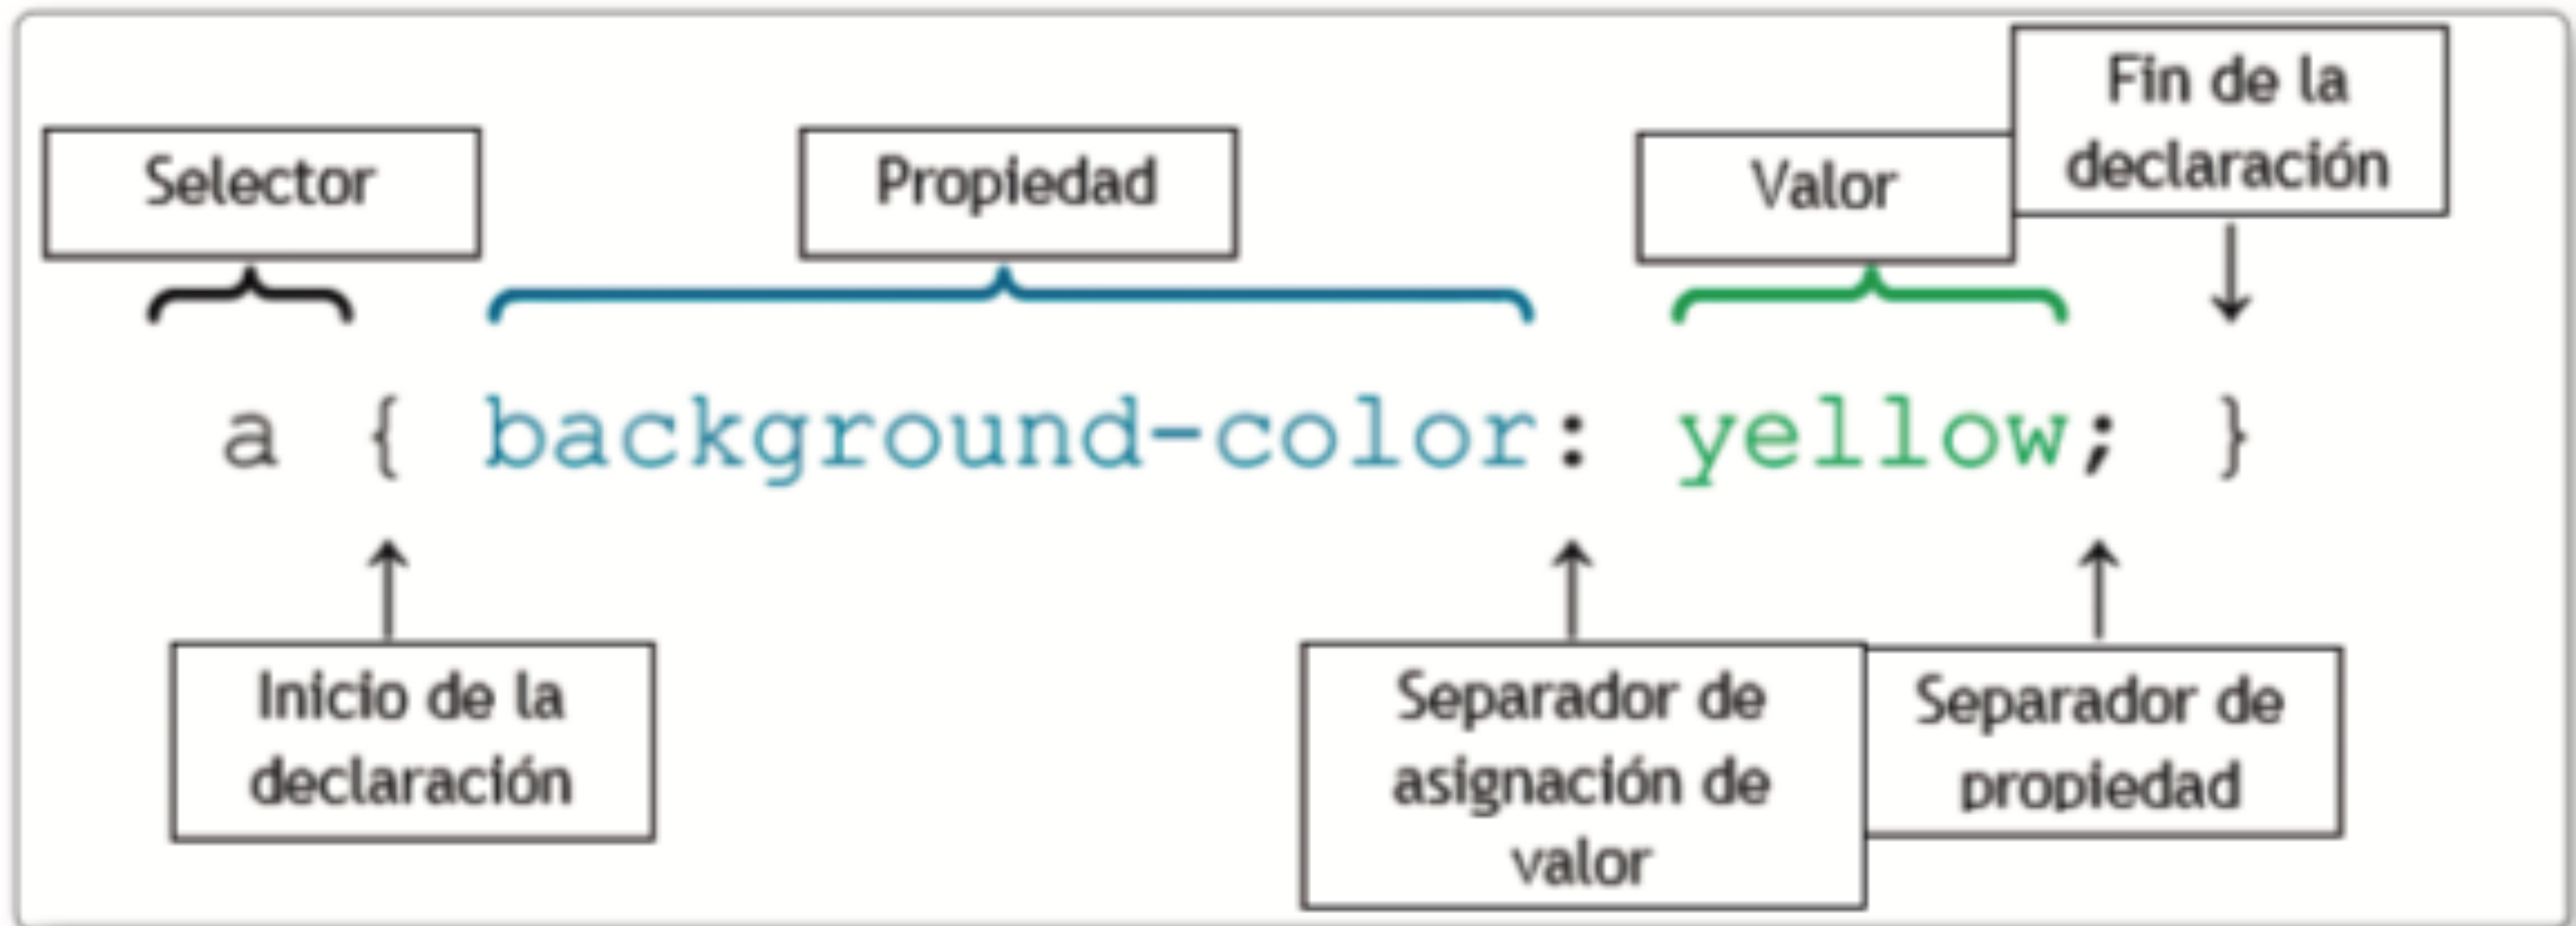 Fin de la
declaración
Selector
Propiedad
Valor
a { background-color: yellow; }
Inicio de la
declaración
Separador de
asignación de
valor
Separador de
propiedad